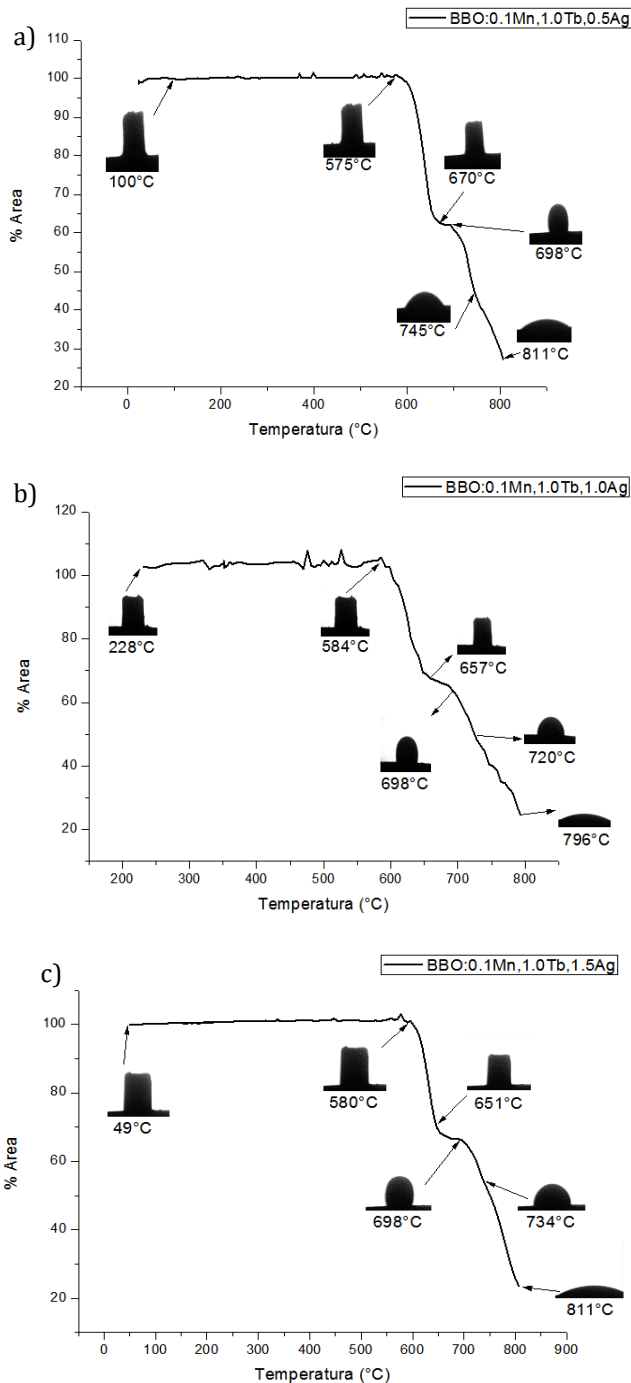 a)
BBO:0.1Mn,1.0Tb,0.5Ag
110
100
90
80
70
60
50
40
30
20
% Area
100°C
575°C
670°C
698°C
745°C
811°C
0
200
400
600
800
Temperatura (°C)
b)
BBO:0.1Mn,1.0Tb,1.0Ag
120
100
80
60
40
20
% Area
228°C
584°C
657°C
698°C
720°C
796°C
200
300
400
500
600
700
800
Temperatura (°C)
c)
BBO:0.1Mn,1.0Tb,1.5Ag
100
80
60
40
20
% Area
49°C
580°C
651°C
698°C
734°C
811°C
0
100
200
300
400
500
600
700
800
900
Temperatura (°C)